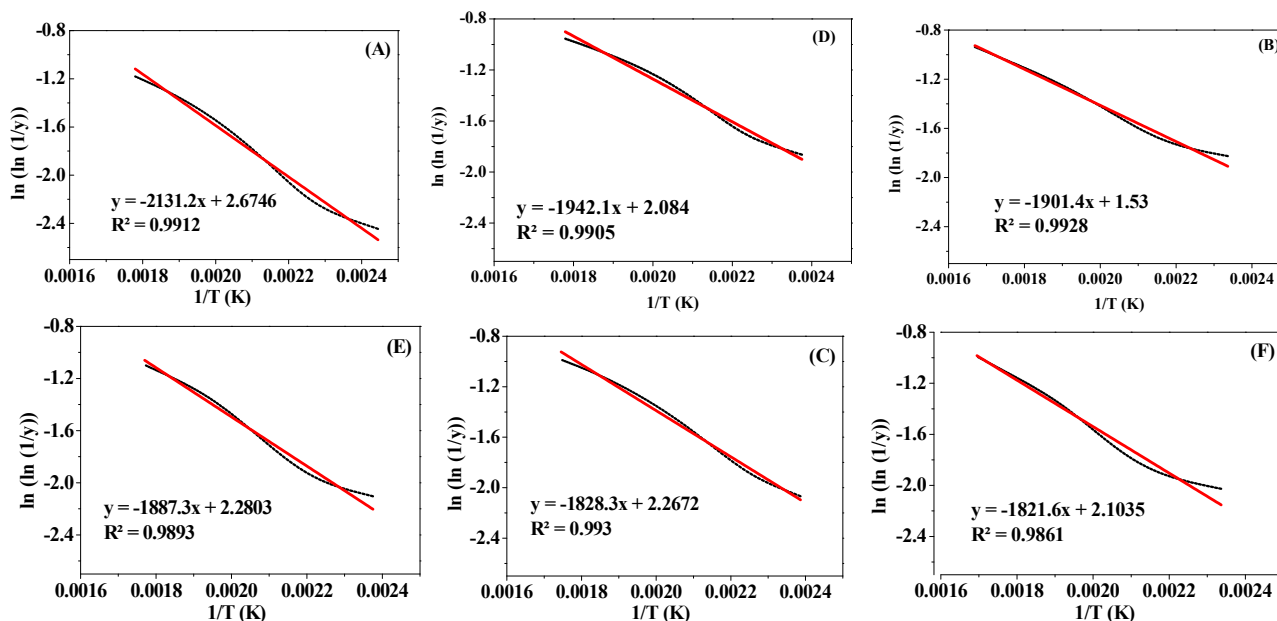 (A)
ln (ln (1/y))
-0.8
-1.2
-1.6
-2.0
-2.4
y = -2131.2x + 2.6746
R² = 0.9912
0.0016 0.0018 0.0020 0.0022 0.0024
1/T (K)
(D)
ln (ln (1/y))
-0.8
-1.2
-1.6
-2.0
-2.4
y = -1942.1x + 2.084
R² = 0.9905
0.0016 0.0018 0.0020 0.0022 0.0024
1/T (K)
(B)
ln (ln (1/y))
-0.8
-1.2
-1.6
-2.0
-2.4
y = -1901.4x + 1.53
R² = 0.9928
0.0016 0.0018 0.0020 0.0022 0.0024
1/T (K)
(E)
ln (ln (1/y))
-0.8
-1.2
-1.6
-2.0
-2.4
y = -1887.3x + 2.2803
R² = 0.9893
0.0016 0.0018 0.0020 0.0022 0.0024
1/T (K)
(C)
ln (ln (1/y))
-0.8
-1.2
-1.6
-2.0
-2.4
y = -1828.3x + 2.2672
R² = 0.993
0.0016 0.0018 0.0020 0.0022 0.0024
1/T (K)
(F)
ln (ln (1/y))
-0.8
-1.2
-1.6
-2.0
-2.4
y = -1821.6x + 2.1035
R² = 0.9861
0.0016 0.0018 0.0020 0.0022 0.0024
1/T (K)